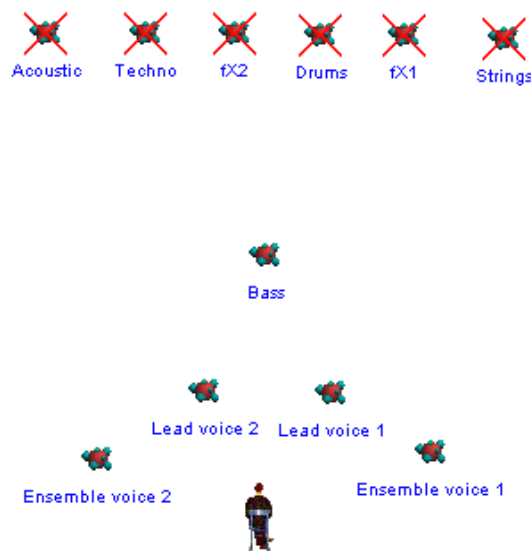 Acoustic Techno fX2 Drums fX1 Strings
Bass
Lead voice 2 Lead voice 1
Ensemble voice 2 Ensemble voice 1